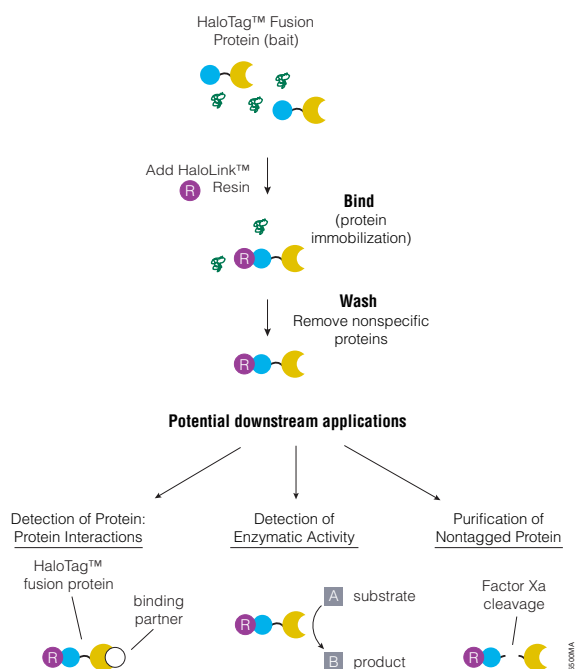 HaloTag™ Fusion
Protein (bait)
Add HaloLink™
R
Resin
Bind
(protein
immobilization)
R
Wash
Remove nonspecific
proteins
R
Potential downstream applications
Detection of Protein:
Protein Interactions
HaloTag™
fusion protein
binding
partner
R
Detection of
Enzymatic Activity
A substrate
R
B product
Purification of
Nontagged Protein
Factor Xa
cleavage
R